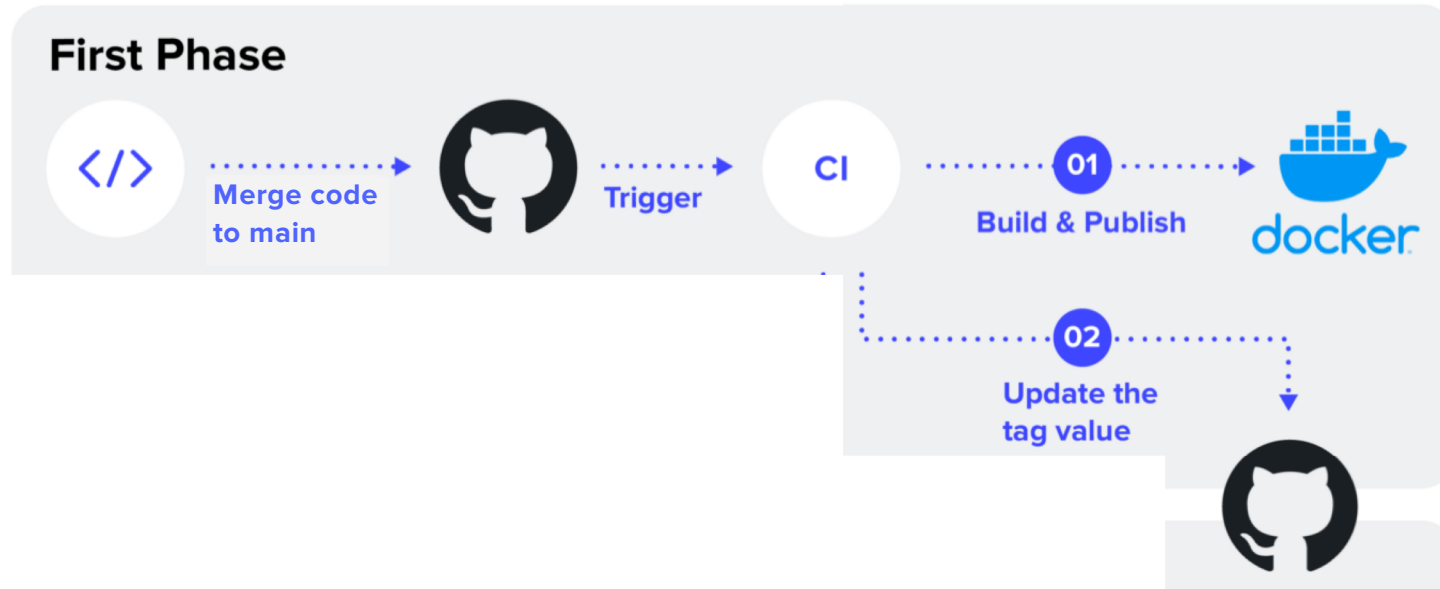 First Phase
</>
Merge code
to main
Trigger
CI
01
Build & Publish
docker
02
Update the
tag value